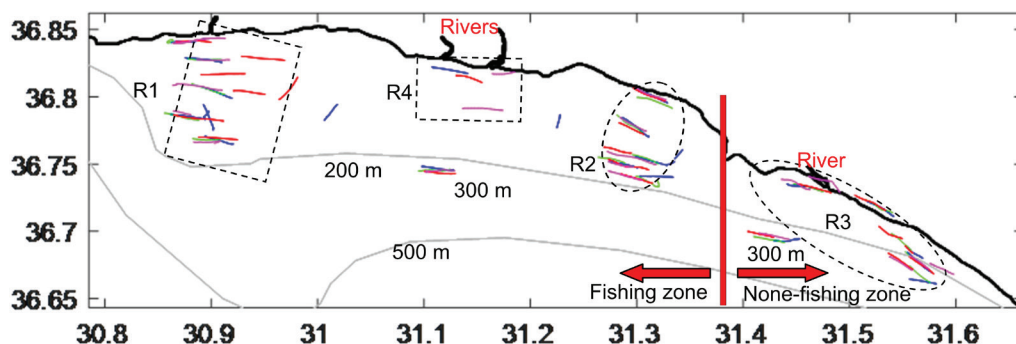 36.85
36.8
36.75
36.7
36.65
Rivers
R1
R4
R2
River
200 m
300 m
R3
500 m
300 m
Fishing zone
None-fishing zone
30.8 30.9 31 31.1 31.2 31.3 31.4 31.5 31.6